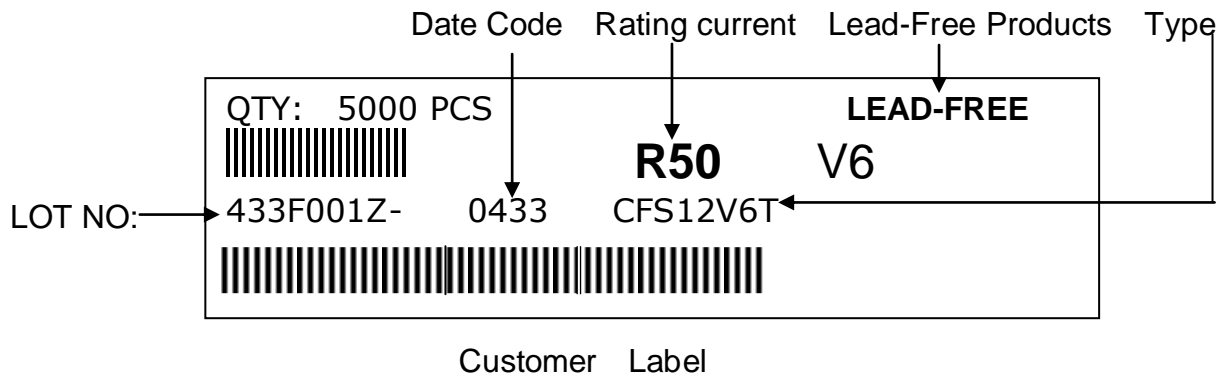 Date Code Rating current Lead-Free Products Type
QTY: 5000 PCS LEAD-FREE
R50 V6
LOT NO: 433F001Z- 0433 CFS12V6T
Customer Label